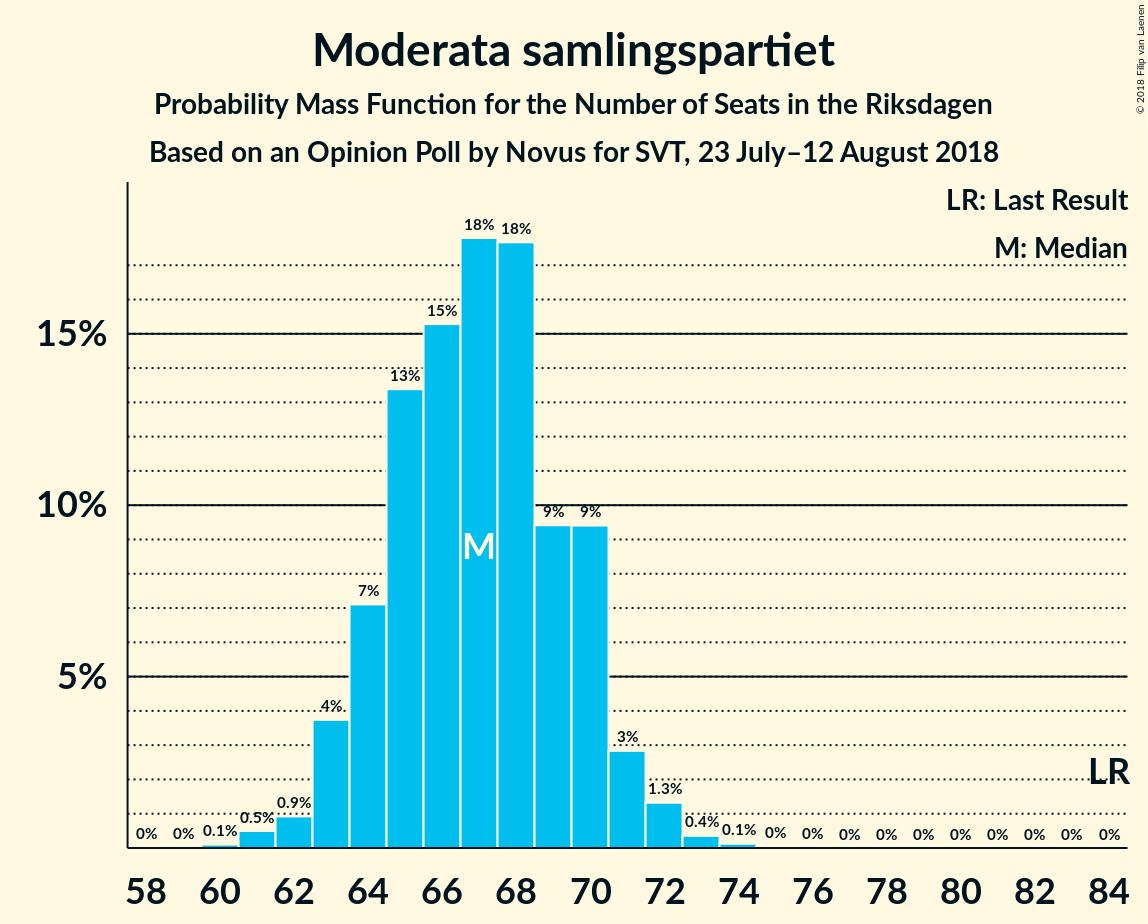 Moderata samlingspartiet
Probability Mass Function for the Number of Seats in the Riksdagen
Based on an Opinion Poll by Novus for SVT, 23 July–12 August 2018
© 2018 Filip van Laenen
LR: Last Result
M: Median
15%
10%
5%
0% 0% 0.1% 0.5% 0.9% 4% 7% 13% 15% 18% 18% 9% 9% 3% 1.3% 0.4% 0.1% 0% 0% 0% 0% 0% 0% 0% 0% 0% 0%
M
LR
58 60 62 64 66 68 70 72 74 76 78 80 82 84